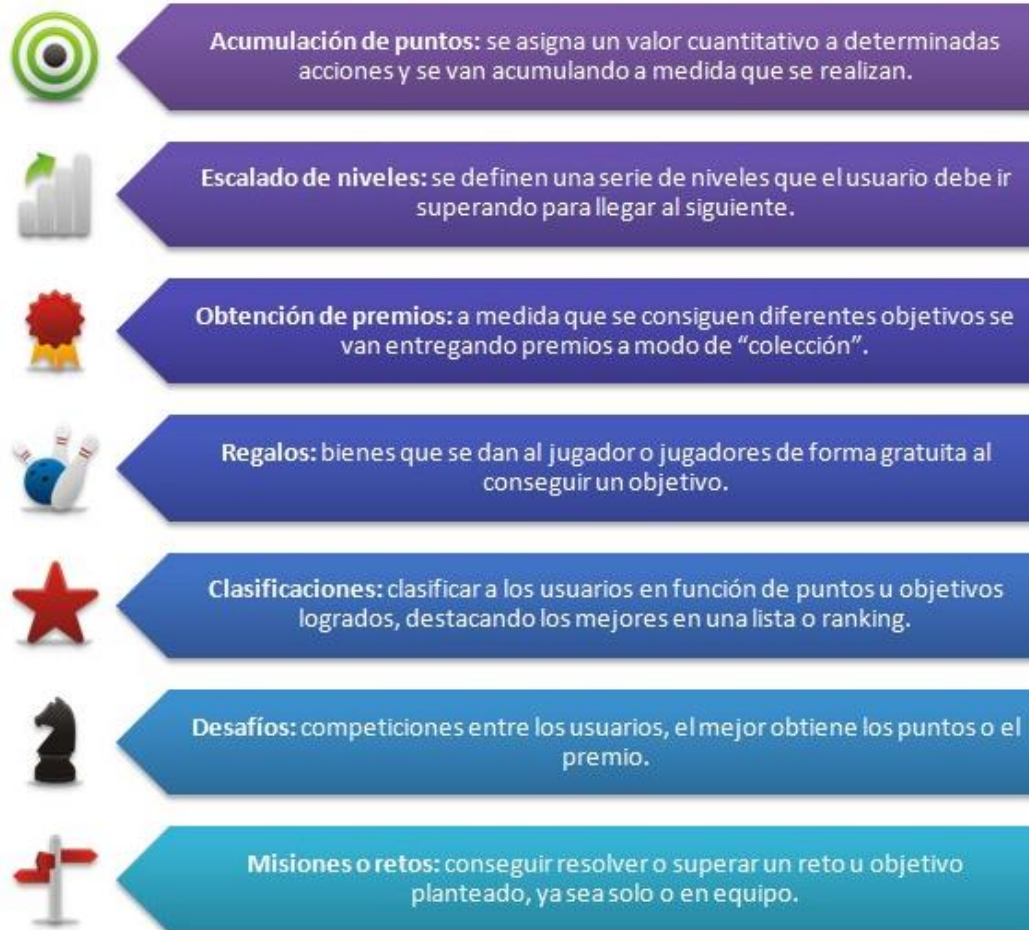 Acumulación de puntos: se asigna un valor cuantitativo a determinadas
acciones y se van acumulando a medida que se realizan.
Escalado de niveles: se definen una serie de niveles que el usuario debe ir
superando para llegar al siguiente.
Obtención de premios: a medida que se consiguen diferentes objetivos se
van entregando premios a modo de “colección”.
Regalos: bienes que se dan al jugador o jugadores de forma gratuita al
conseguir un objetivo.
Clasificaciones: clasificar a los usuarios en función de puntos u objetivos
logrados, destacando los mejores en una lista o ranking.
Desafíos: competiciones entre los usuarios, el mejor obtiene los puntos o el
premio.
Misiones o retos: conseguir resolver o superar un reto u objetivo
planteado, ya sea solo o en equipo.